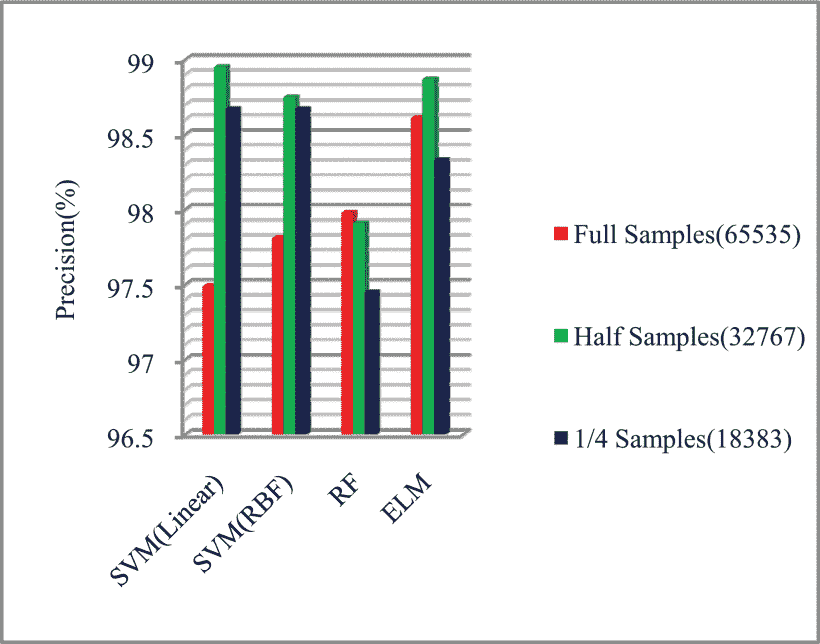 99
98.5
98
97.5
97
96.5
Precision(%)
SVM(Linear)
SVM(RBF)
RF
ELM
Full Samples(65535)
Half Samples(32767)
1/4 Samples(18383)